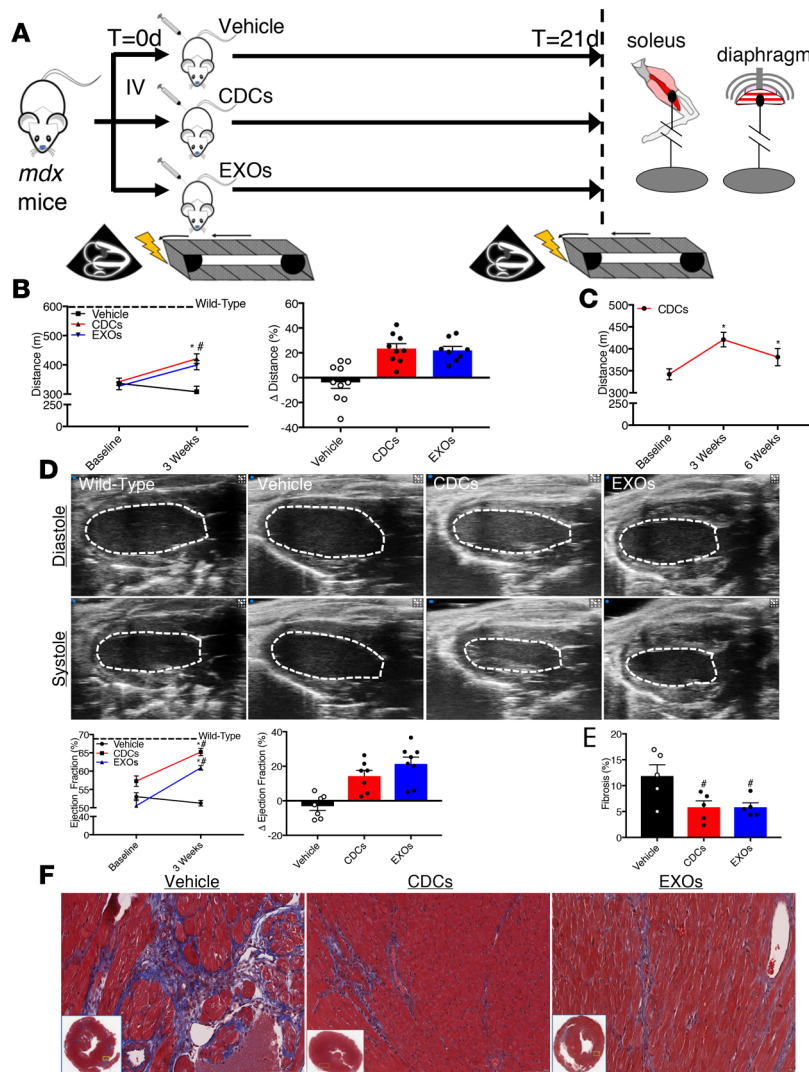 A
T=0d
Vehicle
T=21d
soleus
diaphragm
IV
CDCs
mdx
mice
EXOs
B
Wild-Type
Vehicle
CDCs
EXOs
Distance (m)
600
500
400
300
250
0
* #
Baseline
3 Weeks
Δ Distance (%)
60
40
20
0
-20
-40
Vehicle
CDCs
EXOs
C
CDCs
Distance (m)
500
450
400
350
300
250
0
*
*
Baseline
3 Weeks
6 Weeks
D
Wild-Type
Vehicle
CDCs
EXOs
Diastole
Systole
Wild-Type
Vehicle
CDCs
EXOs
Ejection Fraction (%)
70
65
60
55
50
40
0
*#
*#
Baseline
3 Weeks
Δ Ejection Fraction (%)
40
20
0
-20
Vehicle
CDCs
EXOs
E
Fibrosis (%)
20
15
10
5
0
#
#
Vehicle
CDCs
EXOs
F
Vehicle
CDCs
EXOs